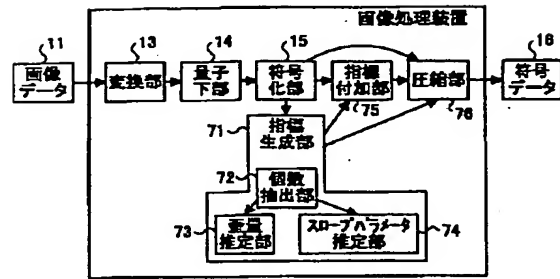 画像処理装置
11
13
14
15
16
画像
データ
変換部
量子
下部
符号
化部
指標
付加部
圧縮部
符号
データ
75
76
71
指標
生成部
72
個数
抽出部
73
歪量
推定部
スロープパラメータ
推定部
74